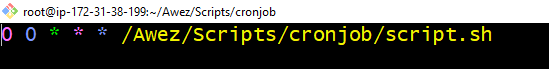 root@ip-172-31-38-199:~/Awez/Scripts/cronjob
0 0 * * * /Awez/Scripts/cronjob/script.sh